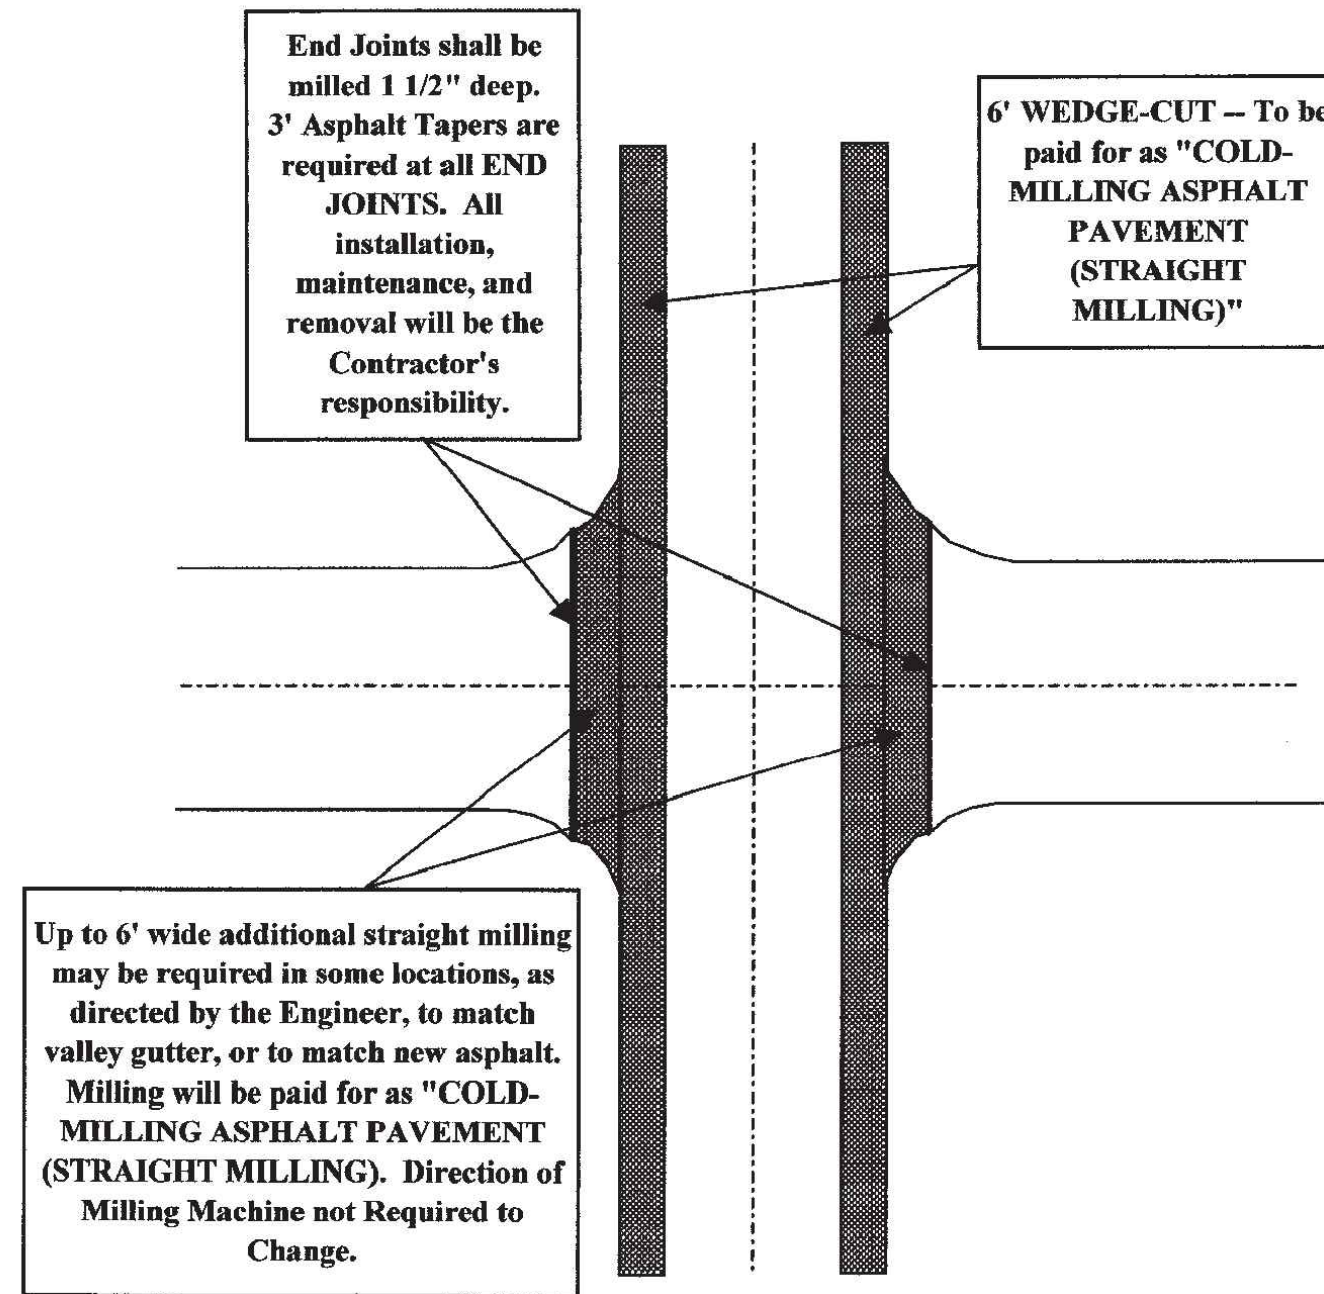 End Joints shall be
milled 1 1/2" deep.
3' Asphalt Tapers are
required at all END
JOINTS. All
installation,
maintenance, and
removal will be the
Contractor's
responsibility.
6' WEDGE-CUT -- To be
paid for as "COLD-
MILLING ASPHALT
PAVEMENT
(STRAIGHT
MILLING)"
Up to 6' wide additional straight milling
may be required in some locations, as
directed by the Engineer, to match
valley gutter, or to match new asphalt.
Milling will be paid for as "COLD-
MILLING ASPHALT PAVEMENT
(STRAIGHT MILLING). Direction of
Milling Machine not Required to
Change.